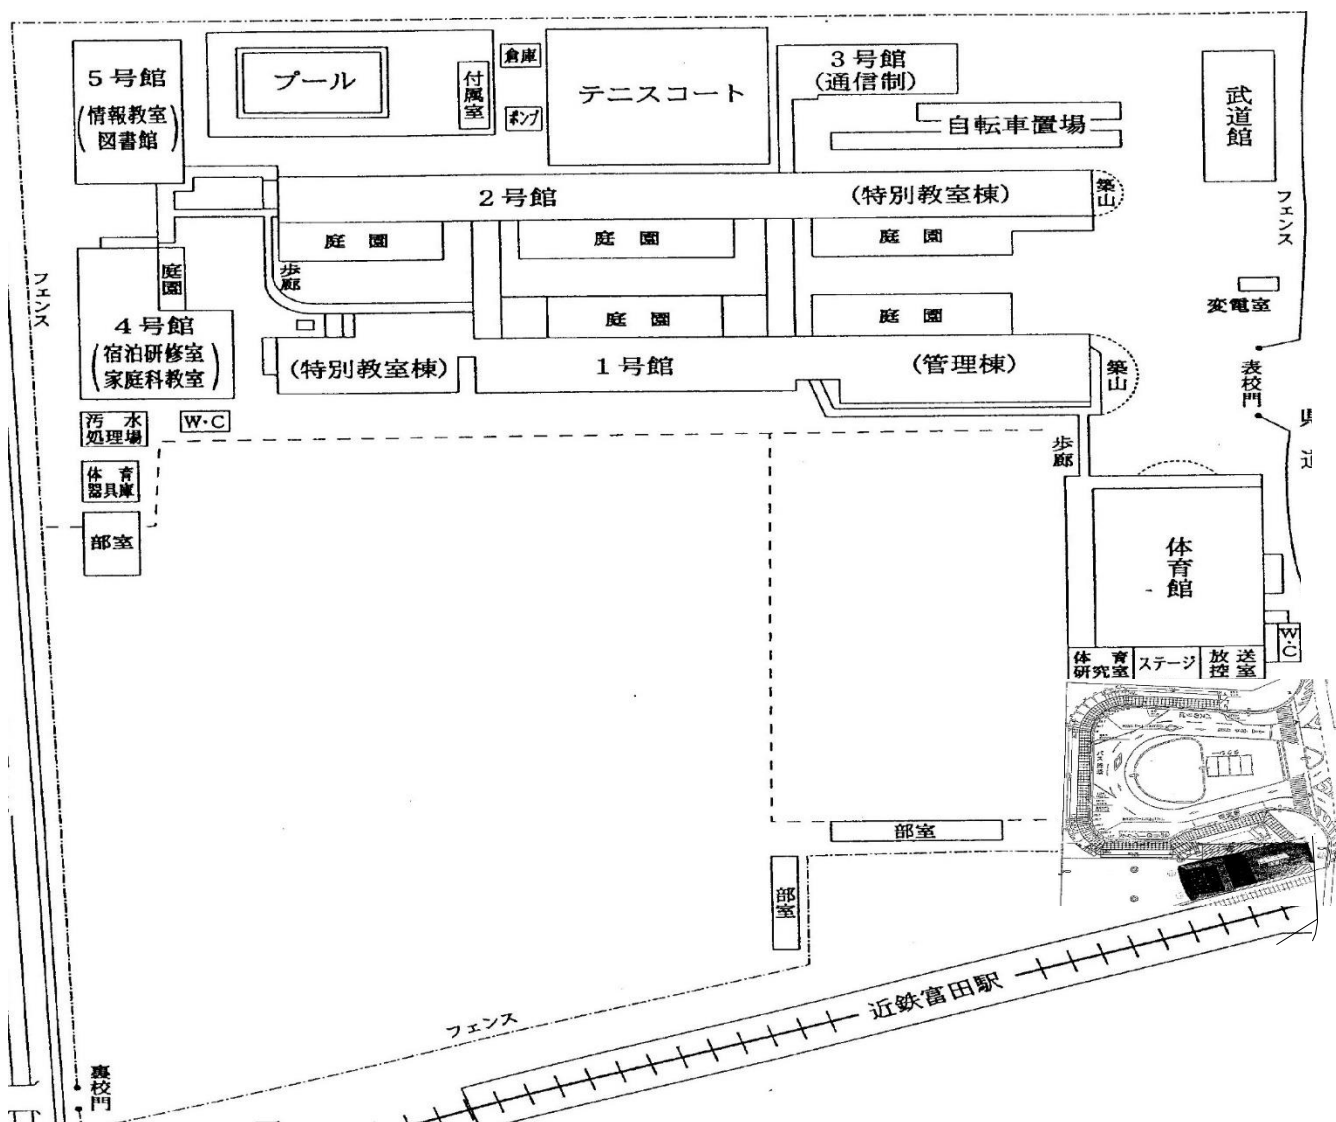 5号館
(情報教室
図書館)
プール
付属室
倉庫
ポンプ
テニスコート
3号館
(通信制)
自転車置場
武道館
フェンス
2号館
(特別教室棟)
築山
庭園
庭園
庭園
庭園
歩廊
フェンス
変電室
4号館
(宿泊研修室
家庭科教室)
庭園
庭園
(特別教室棟)
1号館
(管理棟)
築山
表校門
県道
汚水
処理場
W・C
体育
器具庫
部室
歩廊
体育館
W・C
体育
研究室
ステージ
放送
控室
部室
部室
近鉄富田駅
フェンス
裏校門